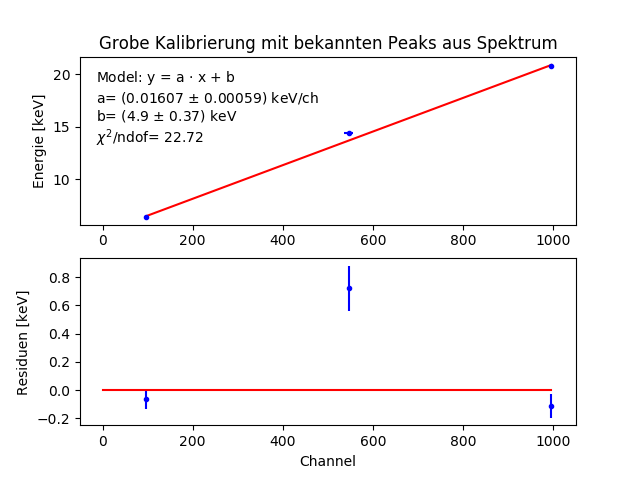 Grobe Kalibrierung mit bekannten Peaks aus Spektrum
Energie [keV]
20
15
10
Model: y = a · x + b
a= (0.01607 ± 0.00059) keV/ch
b= (4.9 ± 0.37) keV
χ²/ndof= 22.72
0 200 400 600 800 1000
Residuen [keV]
0.8
0.6
0.4
0.2
0.0
−0.2
0 200 400 600 800 1000
Channel